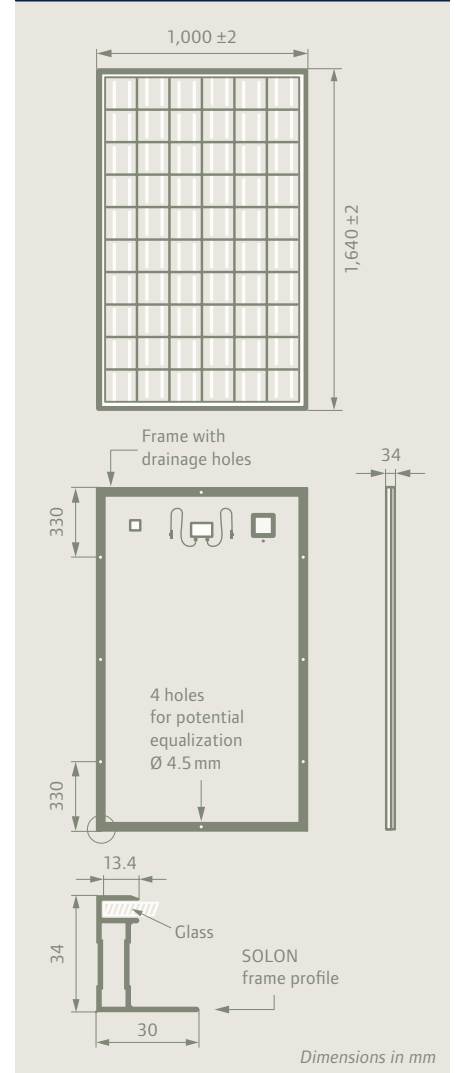 1,000 ±2
1,640 ±2
Frame with
drainage holes
34
330
4 holes
for potential
equalization
Ø 4.5 mm
330
13.4
Glass
34
SOLON
frame profile
30
Dimensions in mm